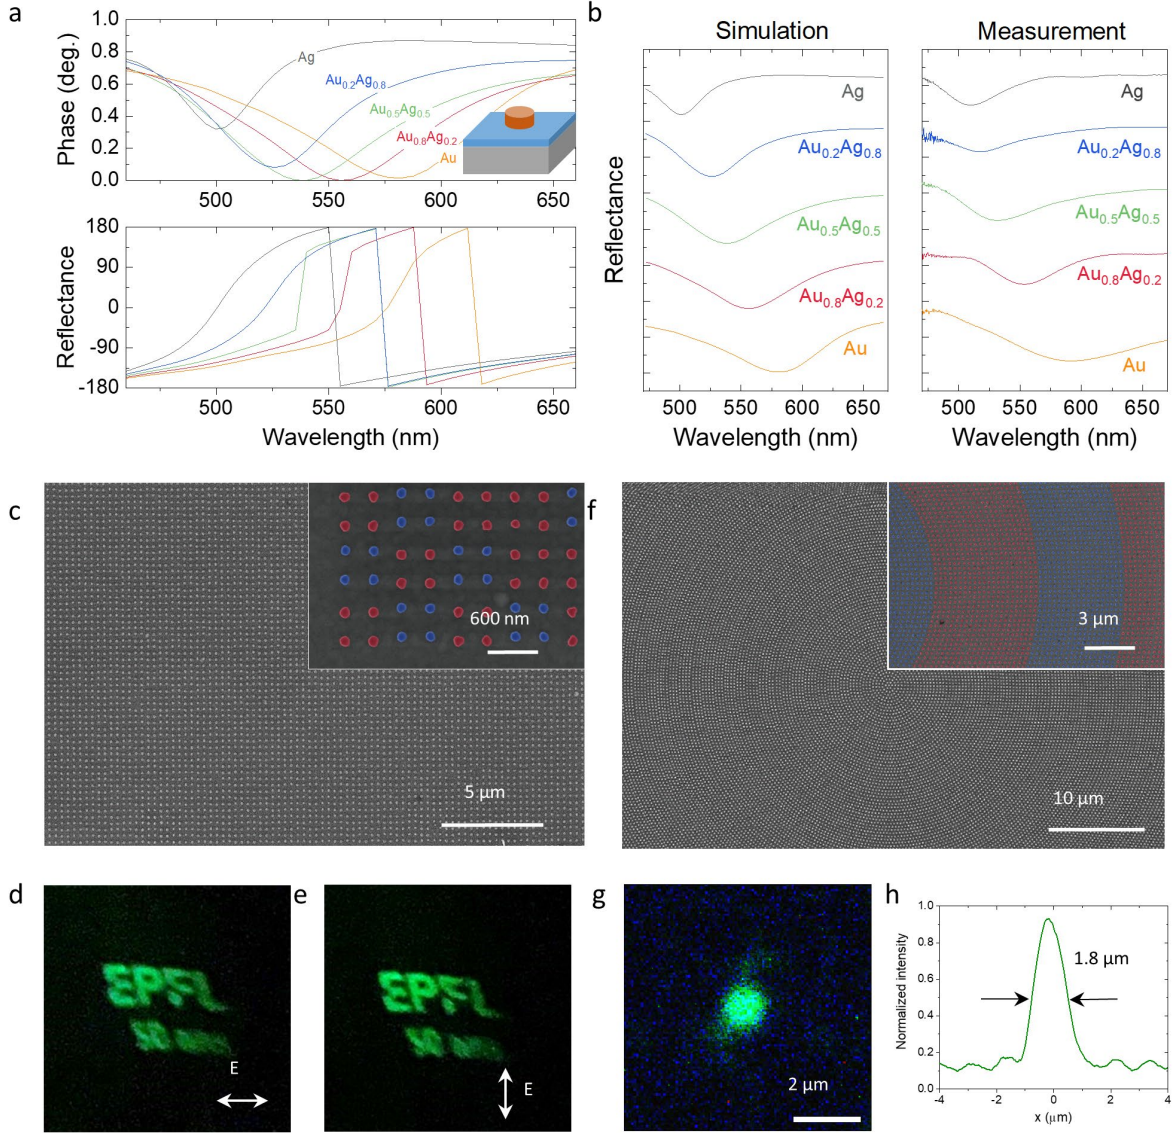 a
Phase (deg.)
1.0
0.8
0.6
0.4
0.2
0.0
Ag
Au0.2Ag0.8
Au0.5Ag0.5
Au0.8Ag0.2
Au
500 550 600 650
Reflectance
180
90
0
-90
-180
500 550 600 650
Wavelength (nm)
b
Simulation
Reflectance
Ag
Au0.2Ag0.8
Au0.5Ag0.5
Au0.8Ag0.2
Au
500 550 600 650
Wavelength (nm)
Measurement
Ag
Au0.2Ag0.8
Au0.5Ag0.5
Au0.8Ag0.2
Au
500 550 600 650
Wavelength (nm)
c
600 nm
5 μm
f
3 μm
10 μm
d
EPFL
E
e
EPFL
E
g
2 μm
h
Normalized intensity
1.0
0.8
0.6
0.4
0.2
0.0
1.8 μm
-4 -2 0 2 4
x (μm)